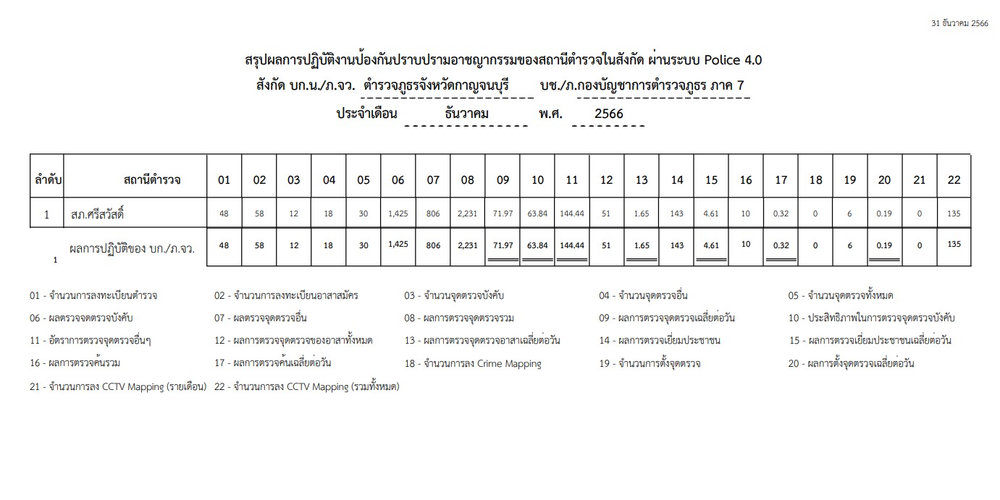 31 ธันวาคม 2566
สรุปผลการปฏิบัติงานป้องกันปราบปรามอาชญากรรมของสถานีตำรวจในสังกัด ผ่านระบบ Police 4.0
สังกัด บก.น./ภ.จว. ตำรวจภูธรจังหวัดกาญจนบุรี บช./ภ.กองบัญชาการตำรวจภูธร ภาค 7
ประจำเดือน ธันวาคม พ.ศ. 2566
ลำดับ สถานีตำรวจ 01 02 03 04 05 06 07 08 09 10 11 12 13 14 15 16 17 18 19 20 21 22
1 สภ.ศรีสวัสดิ์ 48 58 12 18 30 1,425 806 2,231 71.97 63.84 144.44 51 1.65 143 4.61 10 0.32 0 6 0.19 0 135
1 ผลการปฏิบัติของ บก./ภ.จว. 48 58 12 18 30 1,425 806 2,231 71.97 63.84 144.44 51 1.65 143 4.61 10 0.32 0 6 0.19 0 135
01 - จำนวนการลงทะเบียนตำรวจ 02 - จำนวนการลงทะเบียนอาสาสมัคร 03 - จำนวนจุดตรวจบังคับ 04 - จำนวนจุดตรวจอื่น 05 - จำนวนจุดตรวจทั้งหมด
06 - ผลตรวจจดตรวจบังคับ 07 - ผลตรวจจุดตรวจอื่น 08 - ผลการตรวจจุดตรวจรวม 09 - ผลการตรวจจุดตรวจเฉลี่ยต่อวัน 10 - ประสิทธิภาพในการตรวจจุดตรวจบังคับ
11 - อัตราการตรวจจุดตรวจอื่นๆ 12 - ผลการตรวจจุดตรวจของอาสาทั้งหมด 13 - ผลการตรวจจุดตรวจอาสาเฉลี่ยต่อวัน 14 - ผลการตรวจเยี่ยมประชาชน 15 - ผลการตรวจเยี่ยมประชาชนเฉลี่ยต่อวัน
16 - ผลการตรวจค้นรวม 17 - ผลการตรวจค้นเฉลี่ยต่อวัน 18 - จำนวนการลง Crime Mapping 19 - จำนวนการตั้งจุดตรวจ 20 - ผลการตั้งจุดตรวจเฉลี่ยต่อวัน
21 - จำนวนการลง CCTV Mapping (รายเดือน) 22 - จำนวนการลง CCTV Mapping (รวมทั้งหมด)